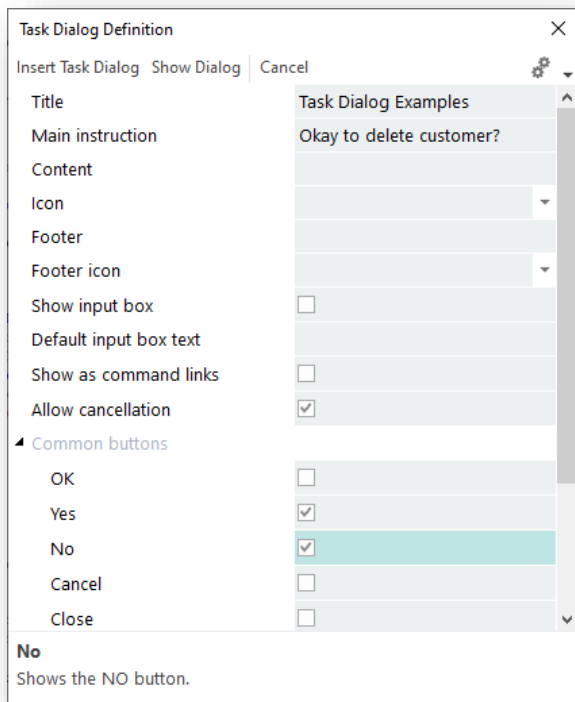 Task Dialog Definition
Insert Task Dialog Show Dialog Cancel
Title Task Dialog Examples
Main instruction Okay to delete customer?
Content
Icon
Footer
Footer icon
Show input box
Default input box text
Show as command links
Allow cancellation
Common buttons
OK
Yes
No
Cancel
Close
No
Shows the NO button.